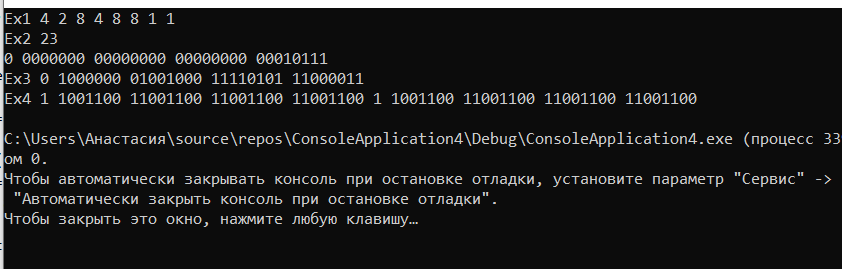 Ex1 4 2 8 4 8 8 1 1
Ex2 23
0 0000000 00000000 00000000 00010111
Ex3 0 1000000 01001000 11110101 11000011
Ex4 1 1001100 11001100 11001100 11001100 1 1001100 11001100 11001100 11001100
C:\Users\Анастасия\source\repos\ConsoleApplication4\Debug\ConsoleApplication4.exe (процесс 33
ом 0.
Чтобы автоматически закрывать консоль при остановке отладки, установите параметр "Сервис" ->
"Автоматически закрыть консоль при остановке отладки".
Чтобы закрыть это окно, нажмите любую клавишу…